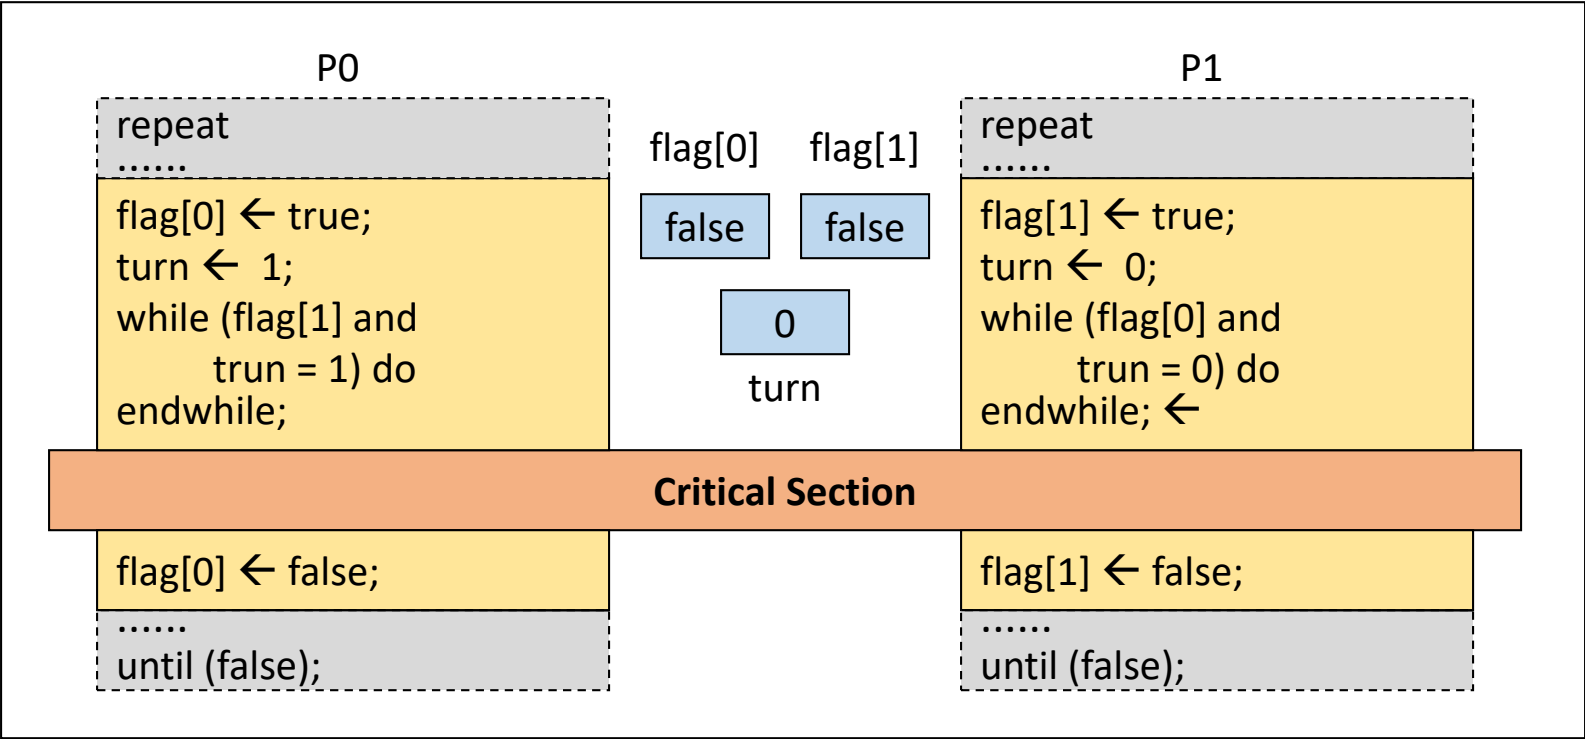 P0
repeat
......
flag[0] ← true;
turn ← 1;
while (flag[1] and
trun = 1) do
endwhile;
flag[0] flag[1]
false false
0
turn
P1
repeat
......
flag[1] ← true;
turn ← 0;
while (flag[0] and
trun = 0) do
endwhile; ←
Critical Section
flag[0] ← false;
......
until (false);
flag[1] ← false;
......
until (false);